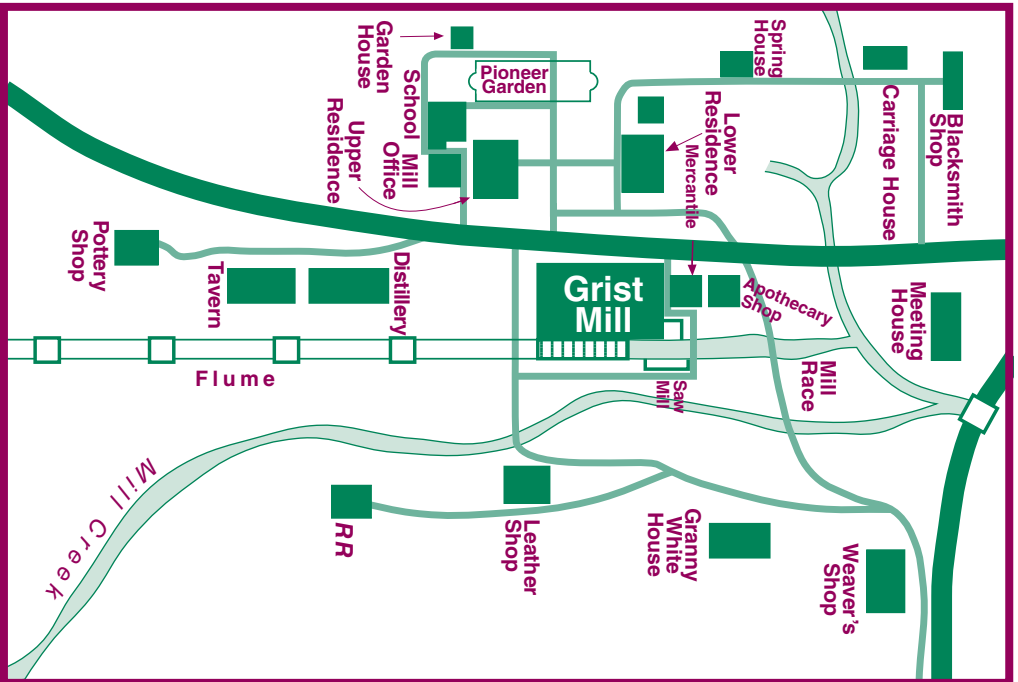 Garden
House
School
Pioneer
Garden
Spring
House
Carriage House
Blacksmith
Shop
Upper
Residence
Mill
Office
Lower
Residence
Mercantile
Pottery
Shop
Tavern
Distillery
Grist
Mill
Apothecary
Shop
Meeting
House
Flume
Saw
Mill
Mill
Race
Mill Creek
RR
Leather
Shop
Granny
White
House
Weaver's
Shop